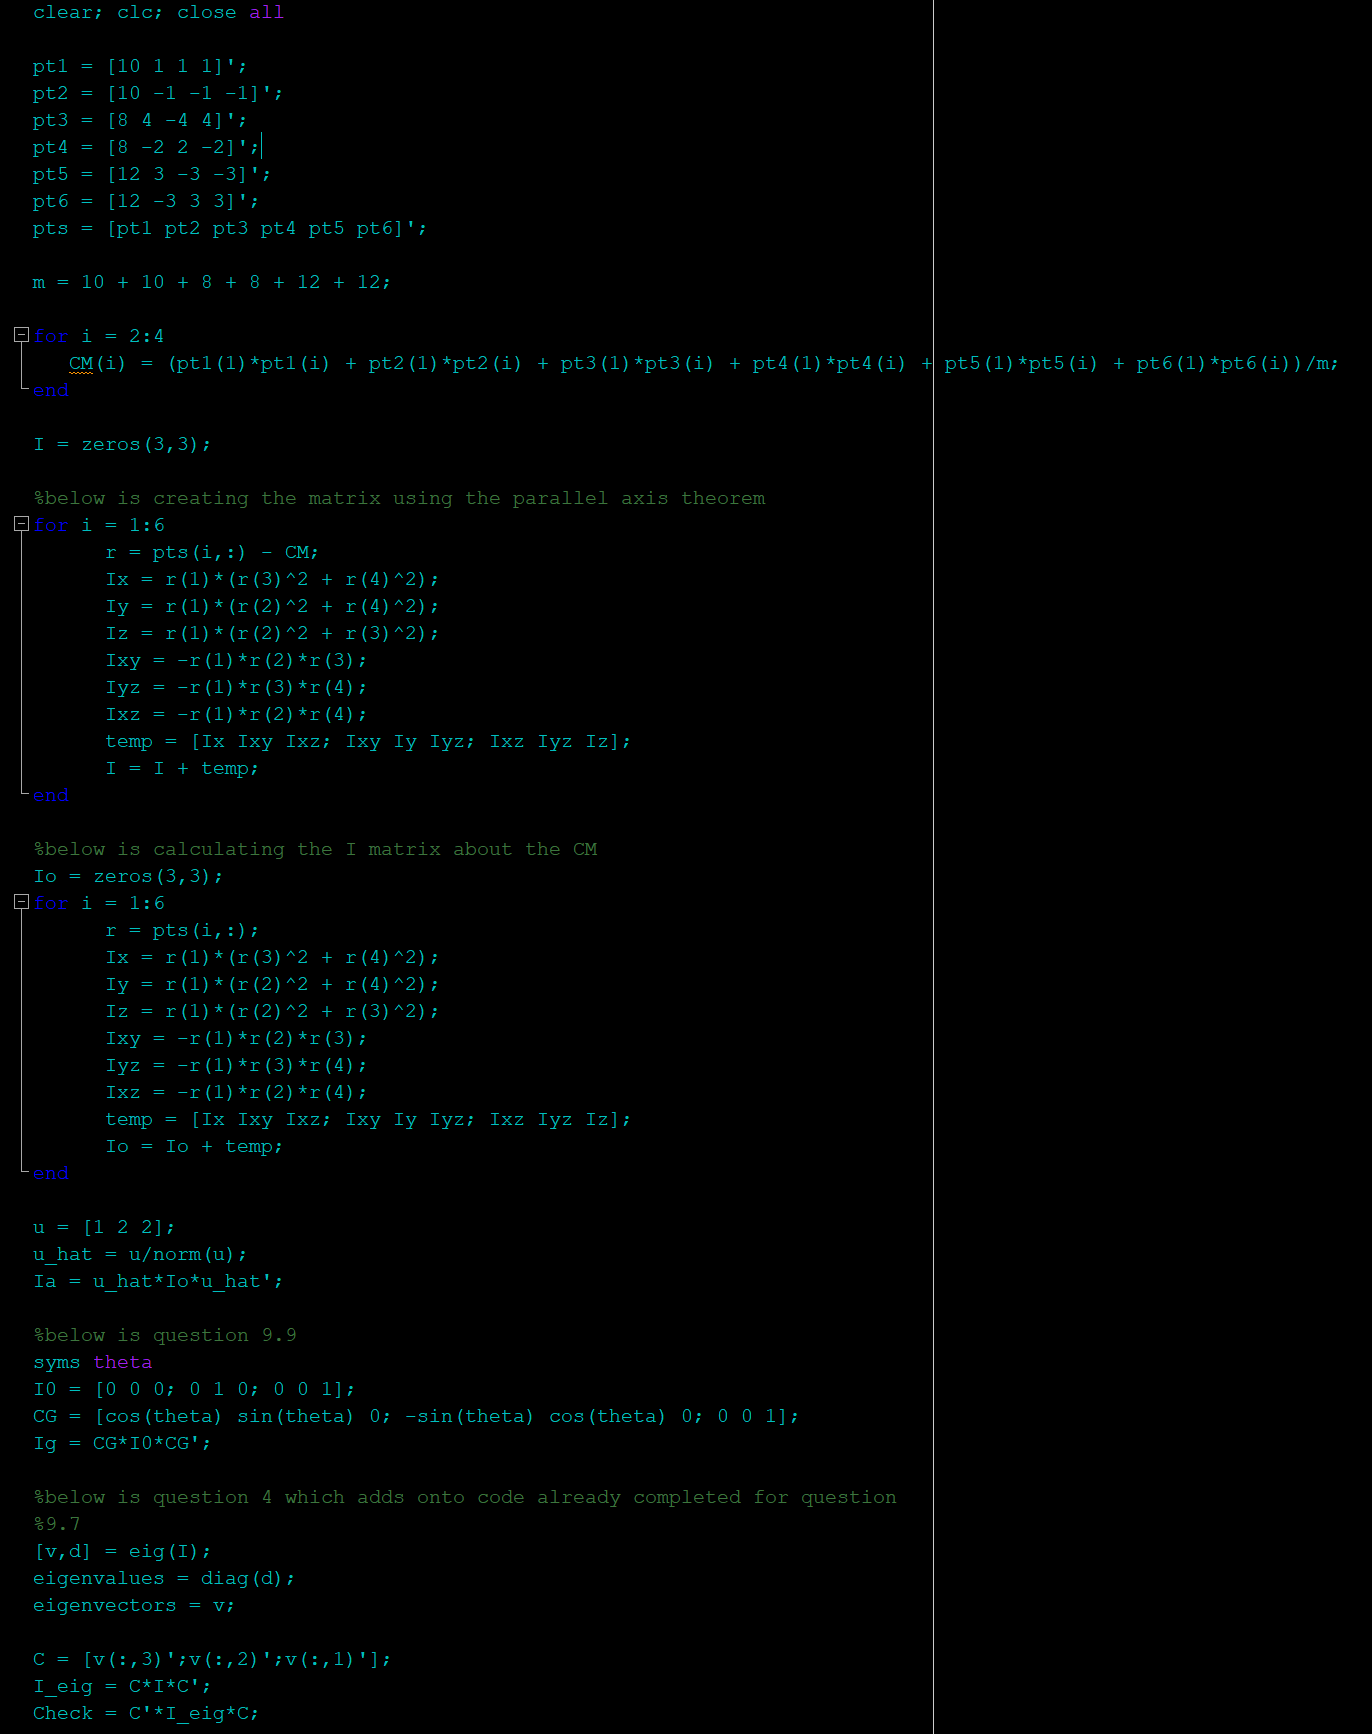 clear; clc; close all
pt1 = [10 1 1 1]';
pt2 = [10 -1 -1 -1]';
pt3 = [8 4 -4 4]';
pt4 = [8 -2 2 -2]';
pt5 = [12 3 -3 -3]';
pt6 = [12 -3 3 3]';
pts = [pt1 pt2 pt3 pt4 pt5 pt6]';
m = 10 + 10 + 8 + 8 + 12 + 12;
for i = 2:4
CM(i) = (pt1(1)*pt1(i) + pt2(1)*pt2(i) + pt3(1)*pt3(i) + pt4(1)*pt4(i) + pt5(1)*pt5(i) + pt6(1)*pt6(i))/m;
end
I = zeros(3,3);
%below is creating the matrix using the parallel axis theorem
for i = 1:6
r = pts(i,:) - CM;
Ix = r(1)*(r(3)^2 + r(4)^2);
Iy = r(1)*(r(2)^2 + r(4)^2);
Iz = r(1)*(r(2)^2 + r(3)^2);
Ixy = -r(1)*r(2)*r(3);
Iyz = -r(1)*r(3)*r(4);
Ixz = -r(1)*r(2)*r(4);
temp = [Ix Ixy Ixz; Ixy Iy Iyz; Ixz Iyz Iz];
I = I + temp;
end
%below is calculating the I matrix about the CM
Io = zeros(3,3);
for i = 1:6
r = pts(i,:);
Ix = r(1)*(r(3)^2 + r(4)^2);
Iy = r(1)*(r(2)^2 + r(4)^2);
Iz = r(1)*(r(2)^2 + r(3)^2);
Ixy = -r(1)*r(2)*r(3);
Iyz = -r(1)*r(3)*r(4);
Ixz = -r(1)*r(2)*r(4);
temp = [Ix Ixy Ixz; Ixy Iy Iyz; Ixz Iyz Iz];
Io = Io + temp;
end
u = [1 2 2];
u_hat = u/norm(u);
Ia = u_hat*Io*u_hat';
%below is question 9.9
syms theta
I0 = [0 0 0; 0 1 0; 0 0 1];
CG = [cos(theta) sin(theta) 0; -sin(theta) cos(theta) 0; 0 0 1];
Ig = CG*I0*CG';
%below is question 4 which adds onto code already completed for question
%9.7
[v,d] = eig(I);
eigenvalues = diag(d);
eigenvectors = v;
C = [v(:,3)';v(:,2)';v(:,1)'];
I_eig = C*I*C';
Check = C'*I_eig*C;